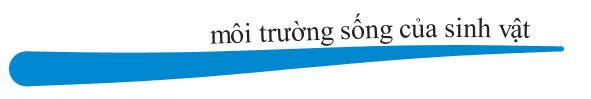 môi trường sống của sinh vật